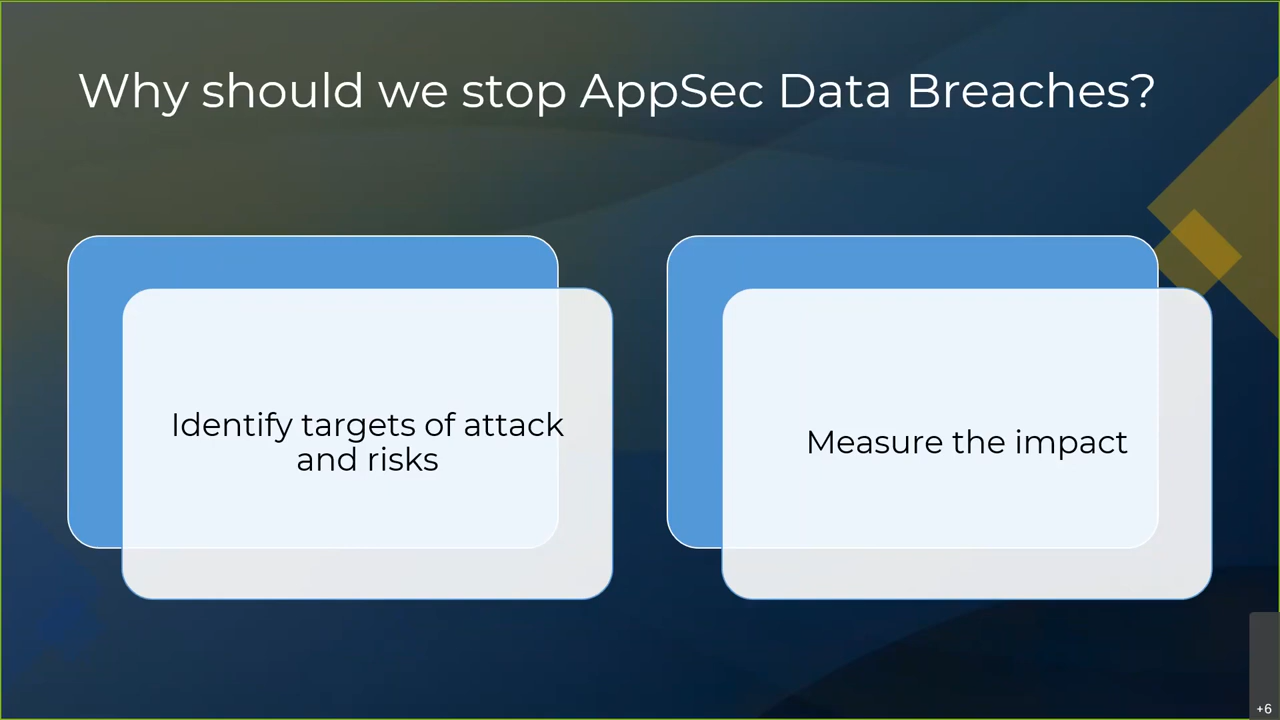 Why should we stop AppSec Data Breaches?
Identify targets of attack
and risks
Measure the impact
+6